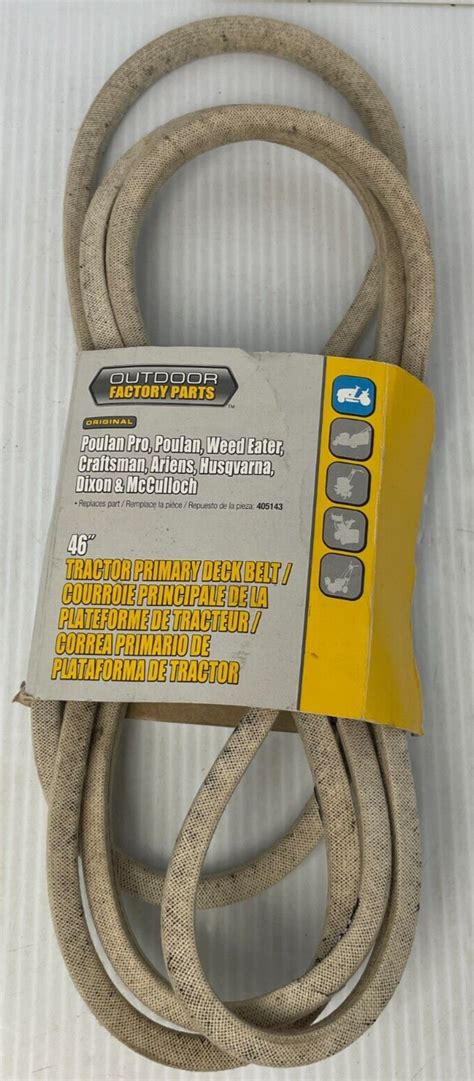 OUTDOOR
FACTORY PARTS™
ORIGINAL
Poulan Pro, Poulan, Weed Eater,
Craftsman, Ariens, Husqvarna,
Dixon & McCulloch
• Replaces part / Remplace la pièce / Repuesto de la pieza: 405143
46"
TRACTOR PRIMARY DECK BELT /
COURROIE PRINCIPALE DE LA
PLATEFORME DE TRACTEUR /
CORREA PRIMARIO DE
PLATAFORMA DE TRACTOR